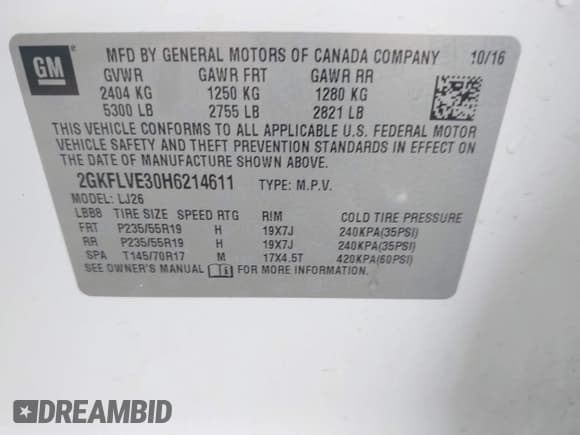 GM
MFD BY GENERAL MOTORS OF CANADA COMPANY 10/16
GVWR GAWR FRT GAWR RR
2404 KG 1250 KG 1280 KG
5300 LB 2755 LB 2821 LB
THIS VEHICLE CONFORMS TO ALL APPLICABLE U.S. FEDERAL MOTOR
VEHICLE SAFETY AND THEFT PREVENTION STANDARDS IN EFFECT ON
THE DATE OF MANUFACTURE SHOWN ABOVE.
2GKFLVE30H6214611 TYPE: M.P.V.
MODEL: LJ26
LBB8 TIRE SIZE SPEED RTG RIM COLD TIRE PRESSURE
FRT P235/55R19 H 19X7J 240KPA(35PSI)
RR P235/55R19 H 19X7J 240KPA(35PSI)
SPA T145/70R17 M 17X4.5T 420KPA(60PSI)
SEE OWNER'S MANUAL FOR MORE INFORMATION.
DREAMBID